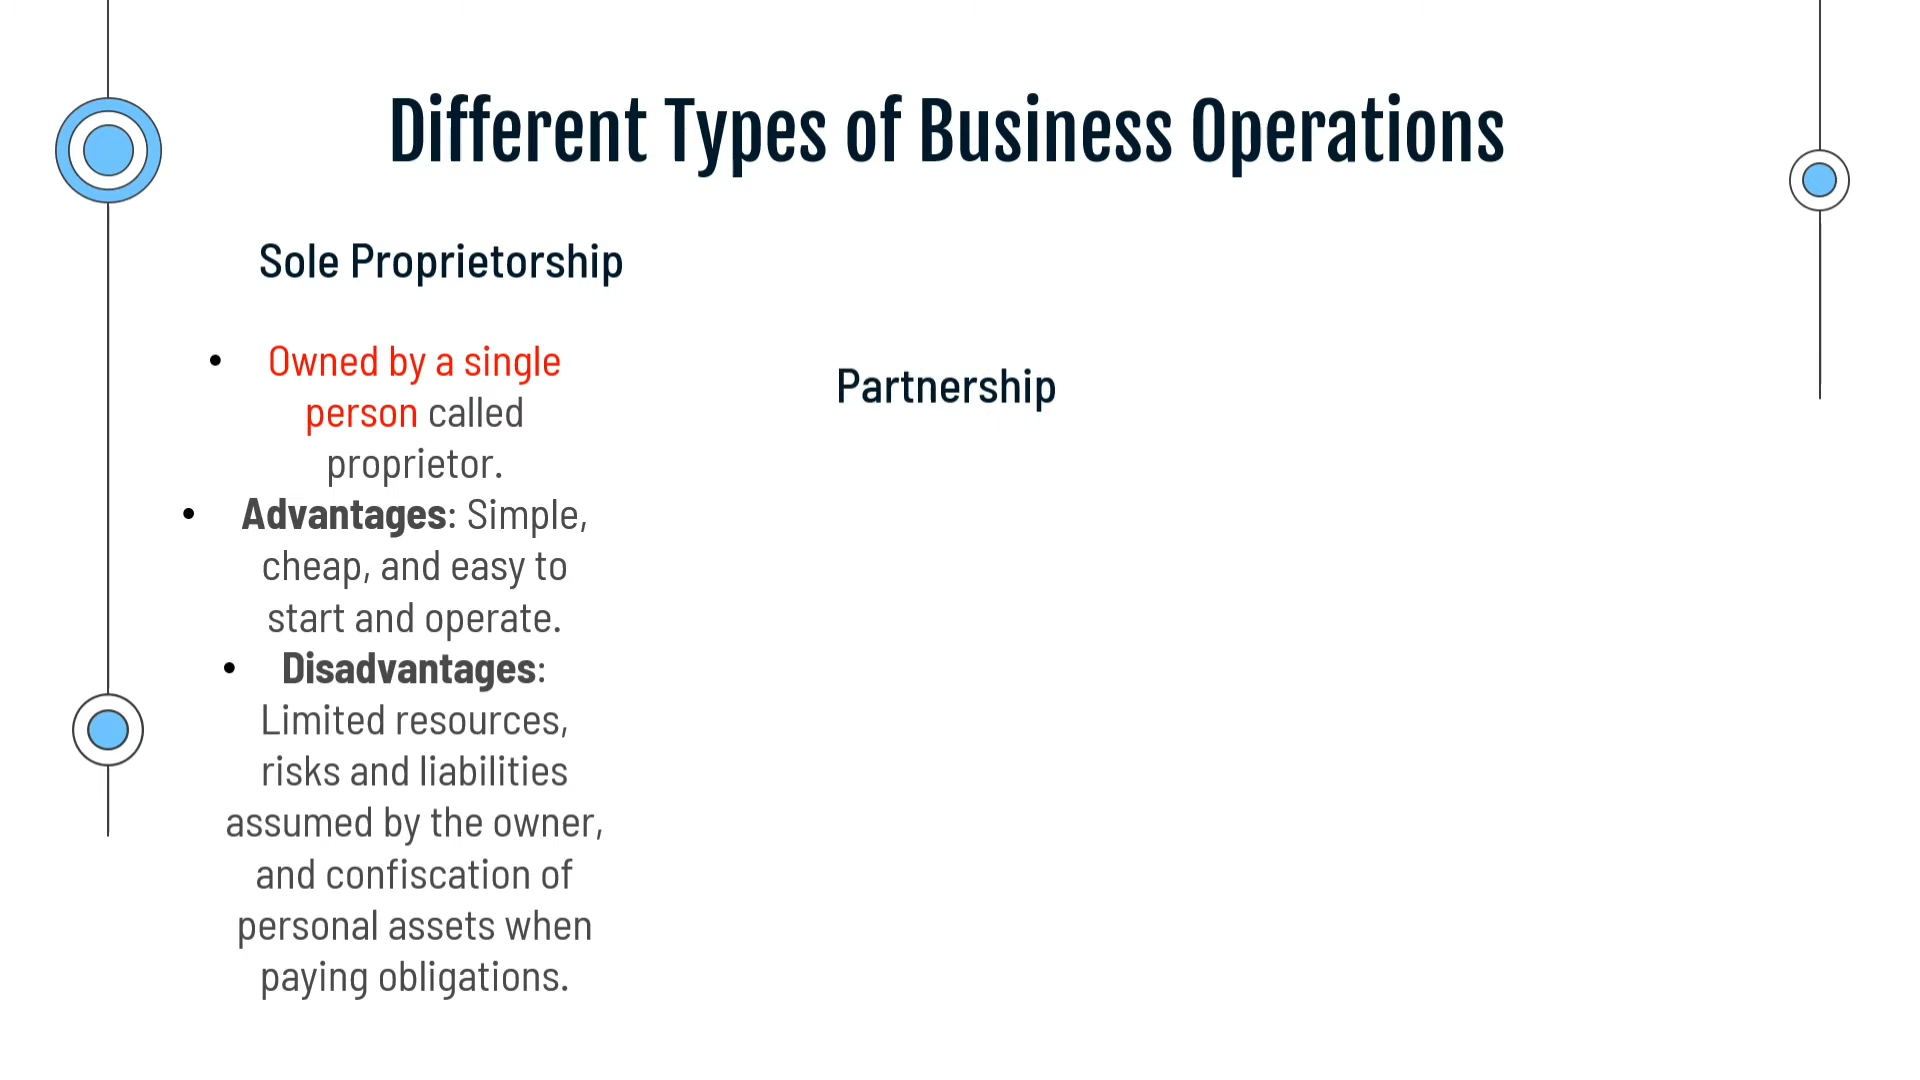 Different Types of Business Operations
Sole Proprietorship
• Owned by a single
person called
proprietor.
• Advantages: Simple,
cheap, and easy to
start and operate.
• Disadvantages:
Limited resources,
risks and liabilities
assumed by the owner,
and confiscation of
personal assets when
paying obligations.
Partnership